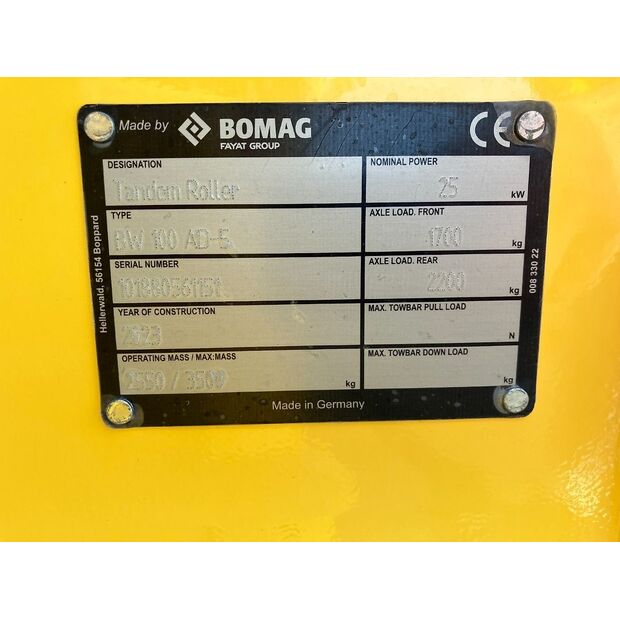 Made by BOMAG
FAYAT GROUP
CE
DESIGNATION
Tandem Roller
NOMINAL POWER
25 kW
TYPE
BW 100 AD-5
AXLE LOAD. FRONT
1700 kg
SERIAL NUMBER
101880561151
AXLE LOAD. REAR
2200 kg
YEAR OF CONSTRUCTION
2023
MAX. TOWBAR PULL LOAD
N
OPERATING MASS / MAX:MASS
2550 / 3500 kg
MAX. TOWBAR DOWN LOAD
kg
Made in Germany
Hellerwald, 56154 Boppard
008 330 22